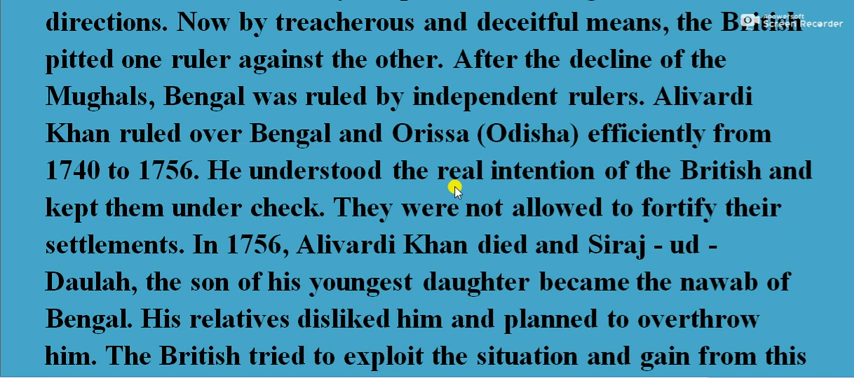 directions. Now by treacherous and deceitful means, the British
pitted one ruler against the other. After the decline of the
Mughals, Bengal was ruled by independent rulers. Alivardi
Khan ruled over Bengal and Orissa (Odisha) efficiently from
1740 to 1756. He understood the real intention of the British and
kept them under check. They were not allowed to fortify their
settlements. In 1756, Alivardi Khan died and Siraj - ud -
Daulah, the son of his youngest daughter became the nawab of
Bengal. His relatives disliked him and planned to overthrow
him. The British tried to exploit the situation and gain from this
Screen Recorder